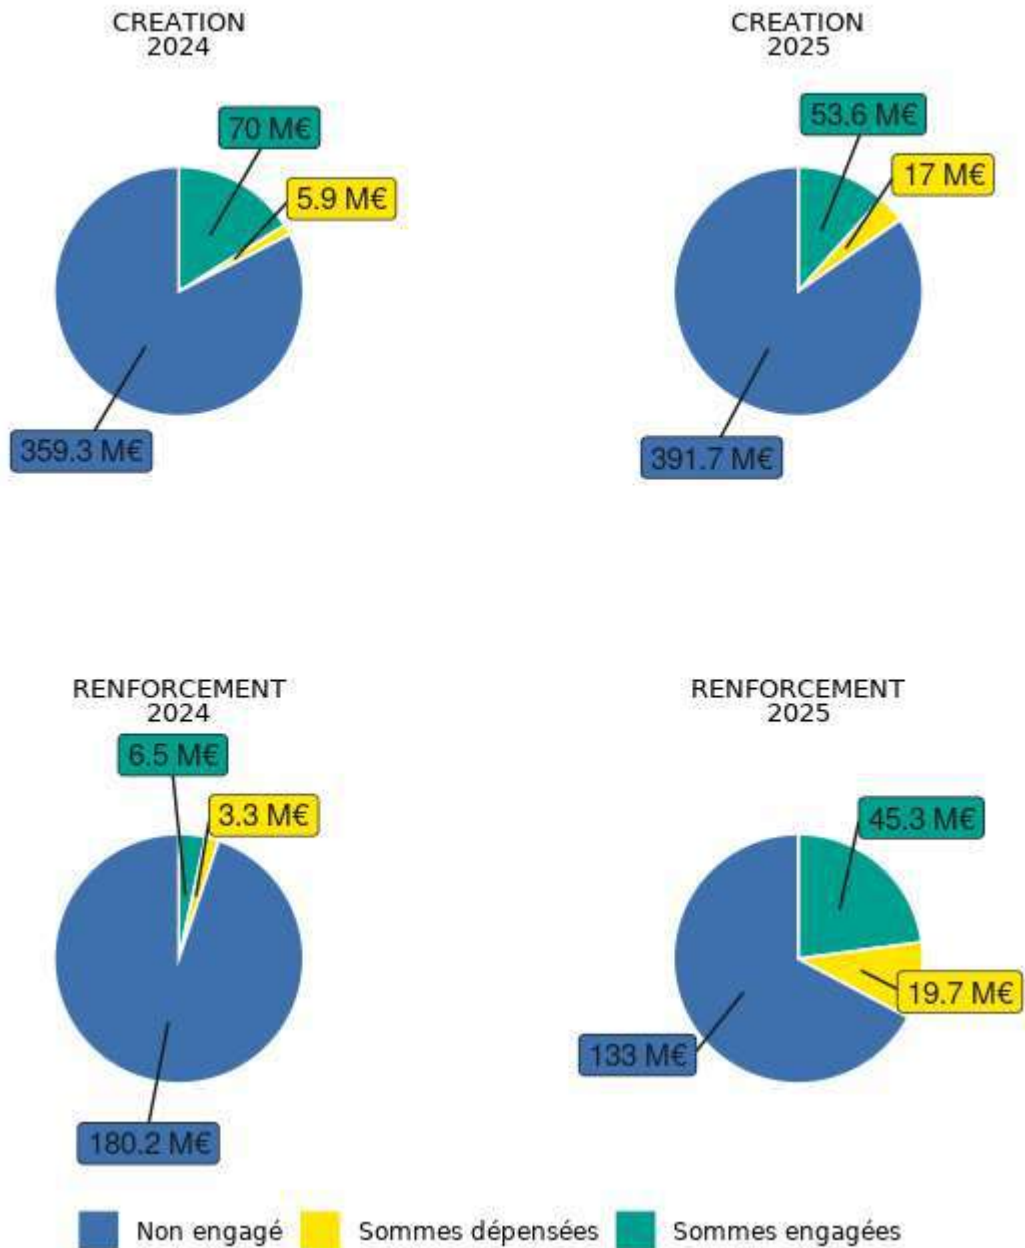 CREATION
2024
70 M€
5.9 M€
359.3 M€
CREATION
2025
53.6 M€
17 M€
391.7 M€
RENFORCEMENT
2024
6.5 M€
3.3 M€
180.2 M€
RENFORCEMENT
2025
45.3 M€
19.7 M€
133 M€
Non engagé
Sommes dépensées
Sommes engagées